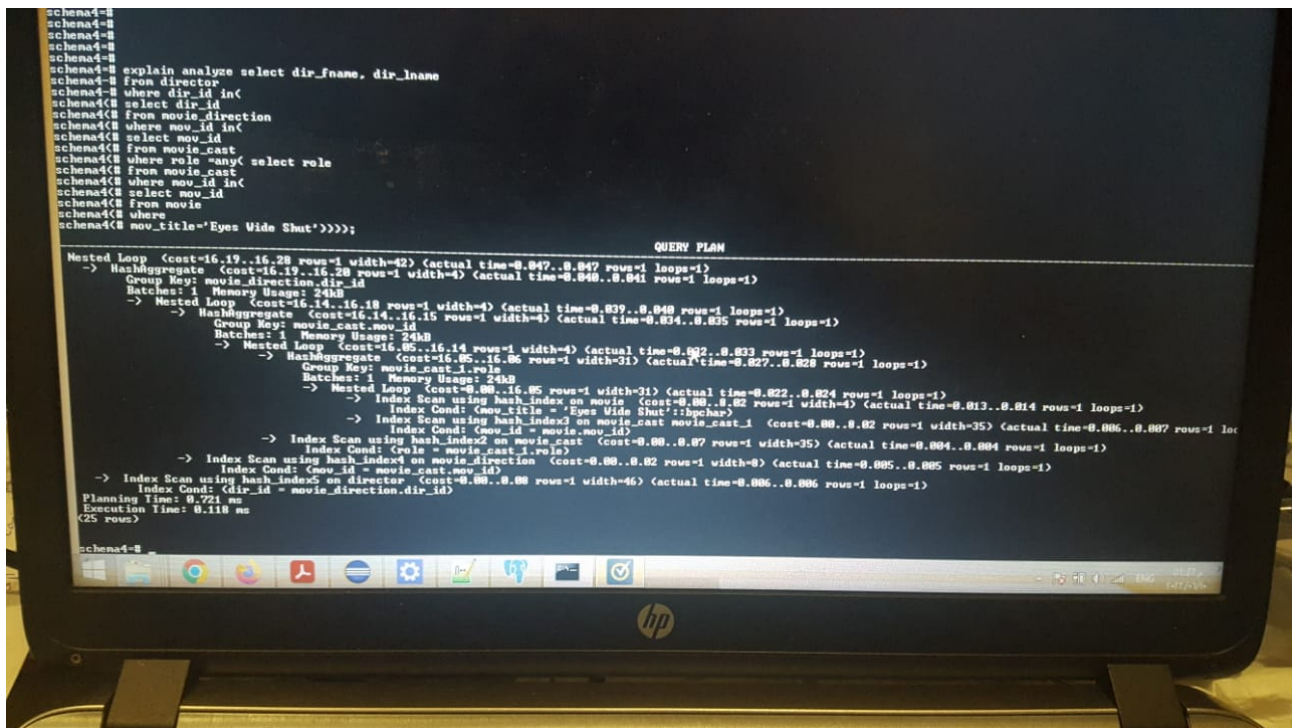 schema4=#
schema4=#
schema4=#
schema4=#
schema4=#
schema4=# explain analyze select dir_fname, dir_lname
schema4-# from director
schema4-# where dir_id in(
schema4(# select dir_id
schema4(# from movie_direction
schema4(# where mov_id in(
schema4(# select mov_id
schema4(# from movie_cast
schema4(# where role =any( select role
schema4(# from movie_cast
schema4(# where mov_id in(
schema4(# select mov_id
schema4(# from movie
schema4(# where
schema4(# mov_title='Eyes Wide Shut'))));
QUERY PLAN
Nested Loop (cost=16.19..16.28 rows=1 width=42) (actual time=0.047..0.047 rows=1 loops=1)
-> HashAggregate (cost=16.19..16.20 rows=1 width=4) (actual time=0.040..0.041 rows=1 loops=1)
Group Key: movie_direction.dir_id
Batches: 1 Memory Usage: 24kB
-> Nested Loop (cost=16.14..16.18 rows=1 width=4) (actual time=0.039..0.040 rows=1 loops=1)
-> HashAggregate (cost=16.14..16.15 rows=1 width=4) (actual time=0.034..0.035 rows=1 loops=1)
Group Key: movie_cast.mov_id
Batches: 1 Memory Usage: 24kB
-> Nested Loop (cost=16.05..16.14 rows=1 width=4) (actual time=0.032..0.033 rows=1 loops=1)
-> HashAggregate (cost=16.05..16.06 rows=1 width=31) (actual time=0.027..0.028 rows=1 loops=1)
Group Key: movie_cast_1.role
Batches: 1 Memory Usage: 24kB
-> Nested Loop (cost=0.00..16.05 rows=1 width=31) (actual time=0.022..0.024 rows=1 loops=1)
-> Index Scan using hash_index on movie (cost=0.00..8.02 rows=1 width=4) (actual time=0.013..0.014 rows=1 loops=1)
Index Cond: (mov_title = 'Eyes Wide Shut'::bpchar)
-> Index Scan using hash_index3 on movie_cast movie_cast_1 (cost=0.00..8.02 rows=1 width=35) (actual time=0.006..0.007 rows=1 loo
Index Cond: (mov_id = movie.mov_id)
-> Index Scan using hash_index2 on movie_cast (cost=0.00..0.07 rows=1 width=35) (actual time=0.004..0.004 rows=1 loops=1)
Index Cond: (role = movie_cast_1.role)
-> Index Scan using hash_index4 on movie_direction (cost=0.00..0.02 rows=1 width=8) (actual time=0.005..0.005 rows=1 loops=1)
Index Cond: (mov_id = movie_cast.mov_id)
-> Index Scan using hash_index5 on director (cost=0.00..0.08 rows=1 width=46) (actual time=0.006..0.006 rows=1 loops=1)
Index Cond: (dir_id = movie_direction.dir_id)
Planning Time: 0.721 ms
Execution Time: 0.118 ms
(25 rows)
schema4=# _
ENG
hp